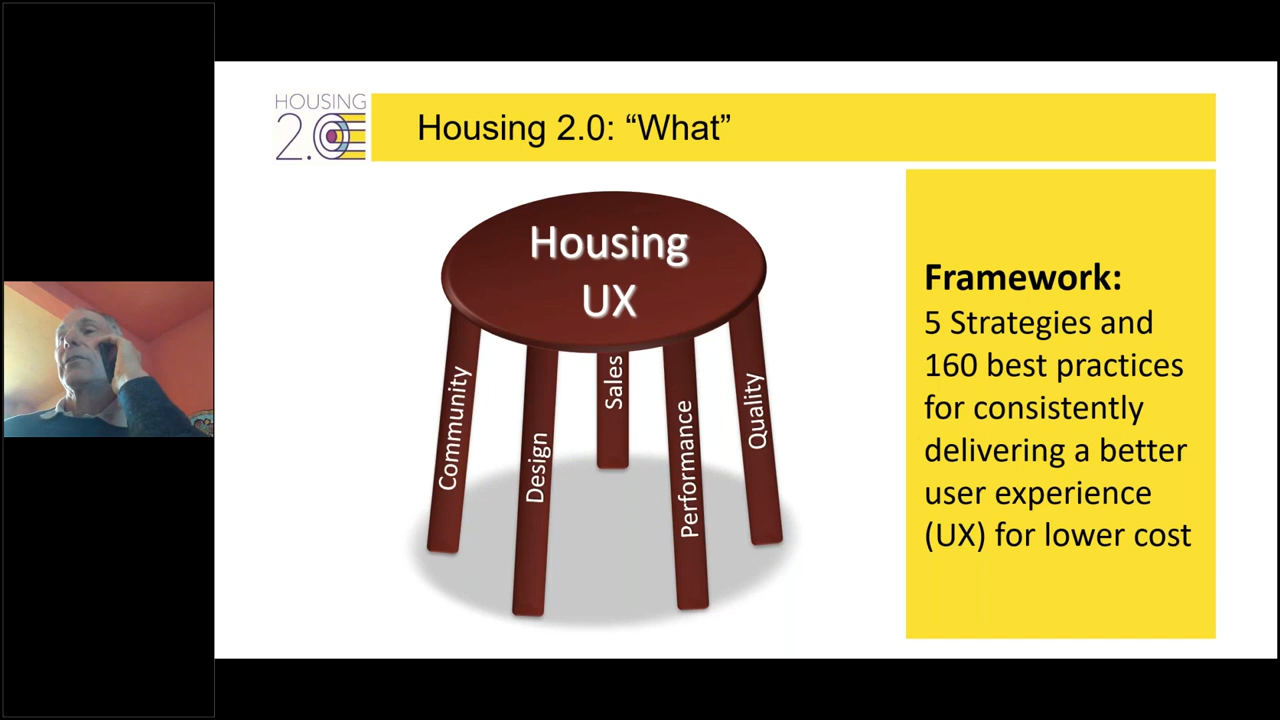 HOUSING
2.0
Housing 2.0: “What”
Housing
UX
Community
Design
Sales
Performance
Quality
Framework:
5 Strategies and
160 best practices
for consistently
delivering a better
user experience
(UX) for lower cost